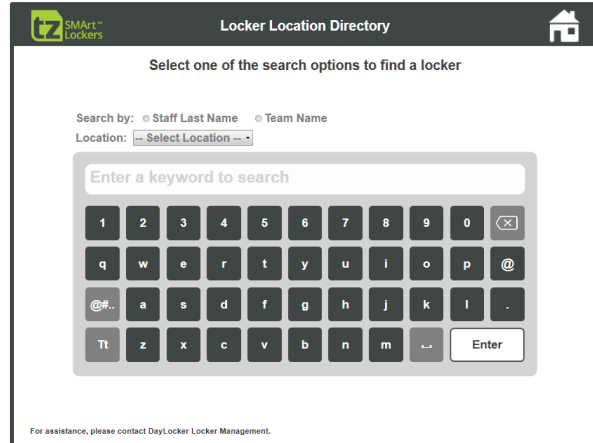 tz SMArt™ Lockers
Locker Location Directory
Select one of the search options to find a locker
Search by: Staff Last Name Team Name
Location: -- Select Location --
Enter a keyword to search
1 2 3 4 5 6 7 8 9 0
q w e r t y u i o p @
@#.. a s d f g h j k l .
Tt z x c v b n m Enter
For assistance, please contact DayLocker Locker Management.